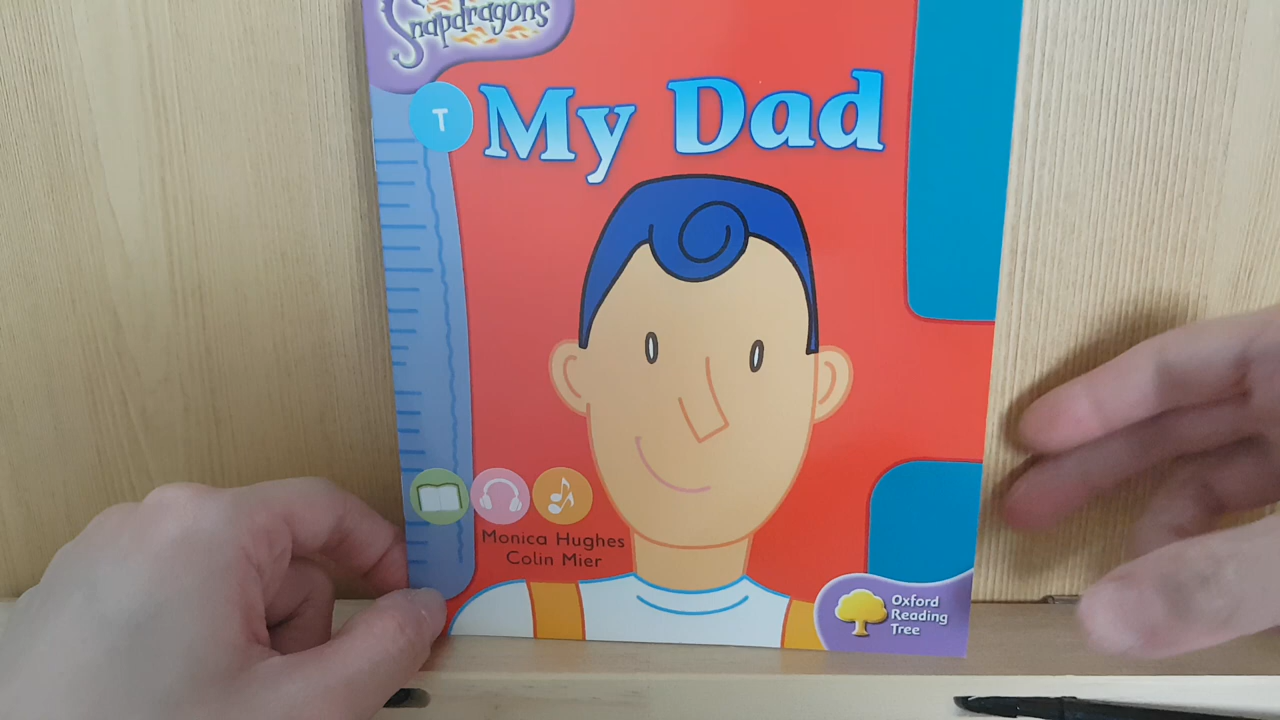 Snapdragons
T
My Dad
Monica Hughes
Colin Mier
Oxford
Reading
Tree